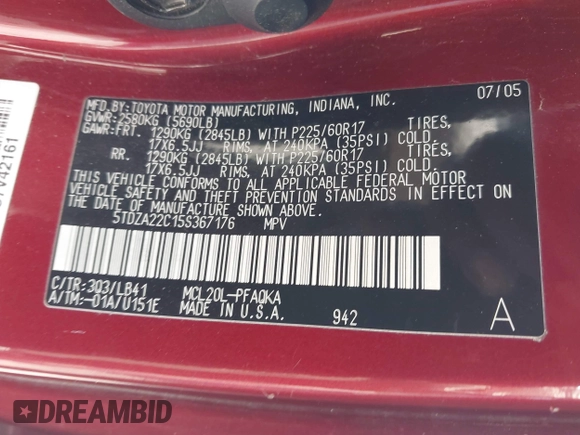 MFD.BY:TOYOTA MOTOR MANUFACTURING, INDIANA, INC. 07/05
GVWR:2580KG (5690LB)
GAWR:FRT. 1290KG (2845LB) WITH P225/60R17 TIRES,
17X6.5JJ RIMS, AT 240KPA (35PSI) COLD.
RR. 1290KG (2845LB) WITH P225/60R17 TIRES,
17X6.5JJ RIMS, AT 240KPA (35PSI) COLD.
THIS VEHICLE CONFORMS TO ALL APPLICABLE FEDERAL MOTOR
VEHICLE SAFETY AND THEFT PREVENTION STANDARDS IN EFFECT ON
THE DATE OF MANUFACTURE SHOWN ABOVE.
5TDZA22C15S367176 MPV
C/TR:3Q3/LB41 MCL20L-PFAQKA
A/TM:-01A/U151E MADE IN U.S.A. 942 A
DREAMBID